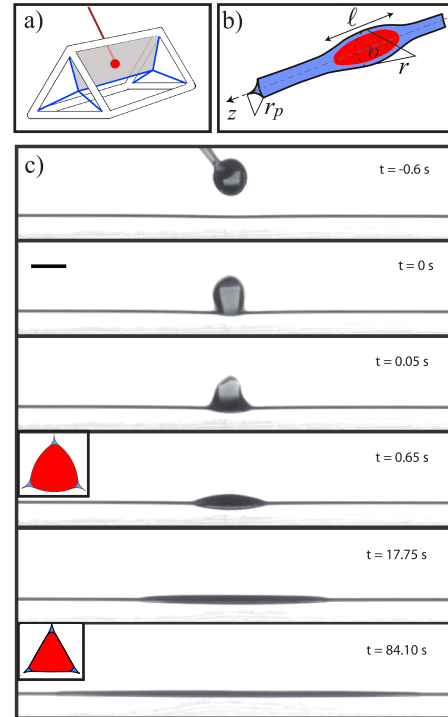 a)
b)
ℓ
r
z
r_p
c)
t = -0.6 s
t = 0 s
t = 0.05 s
t = 0.65 s
t = 17.75 s
t = 84.10 s